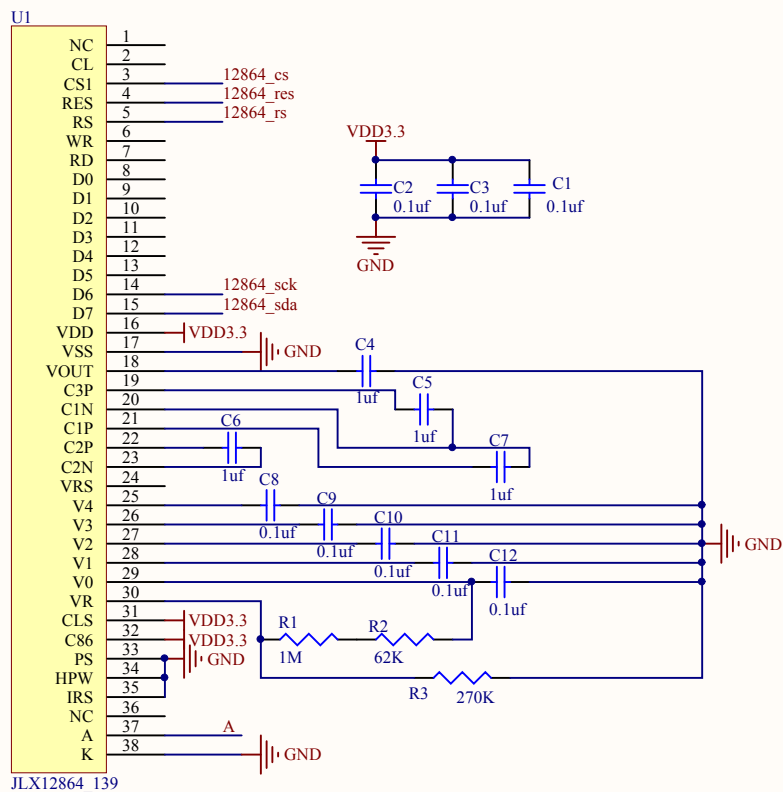 U1
NC 1
CL 2
CS1 3 12864_cs
RES 4 12864_res
RS 5 12864_rs
WR 6
RD 7
D0 8
D1 9
D2 10
D3 11
D4 12
D5 13
D6 14 12864_sck
D7 15 12864_sda
VDD 16 VDD3.3
VSS 17 GND
VOUT 18
C3P 19
C1N 20
C1P 21
C2P 22
C2N 23
VRS 24
V4 25
V3 26
V2 27
V1 28
V0 29
VR 30
CLS 31 VDD3.3
C86 32 VDD3.3
PS 33 GND
HPW 34
IRS 35
NC 36
A 37 A
K 38 GND
JLX12864_139
VDD3.3
C2 C3 C1
0.1uf 0.1uf 0.1uf
GND
C4
1uf
C5
1uf
C6
1uf
C7
1uf
C8
0.1uf
C9
0.1uf
C10
0.1uf
C11
0.1uf
C12
0.1uf
GND
R1
1M
R2
62K
R3 270K